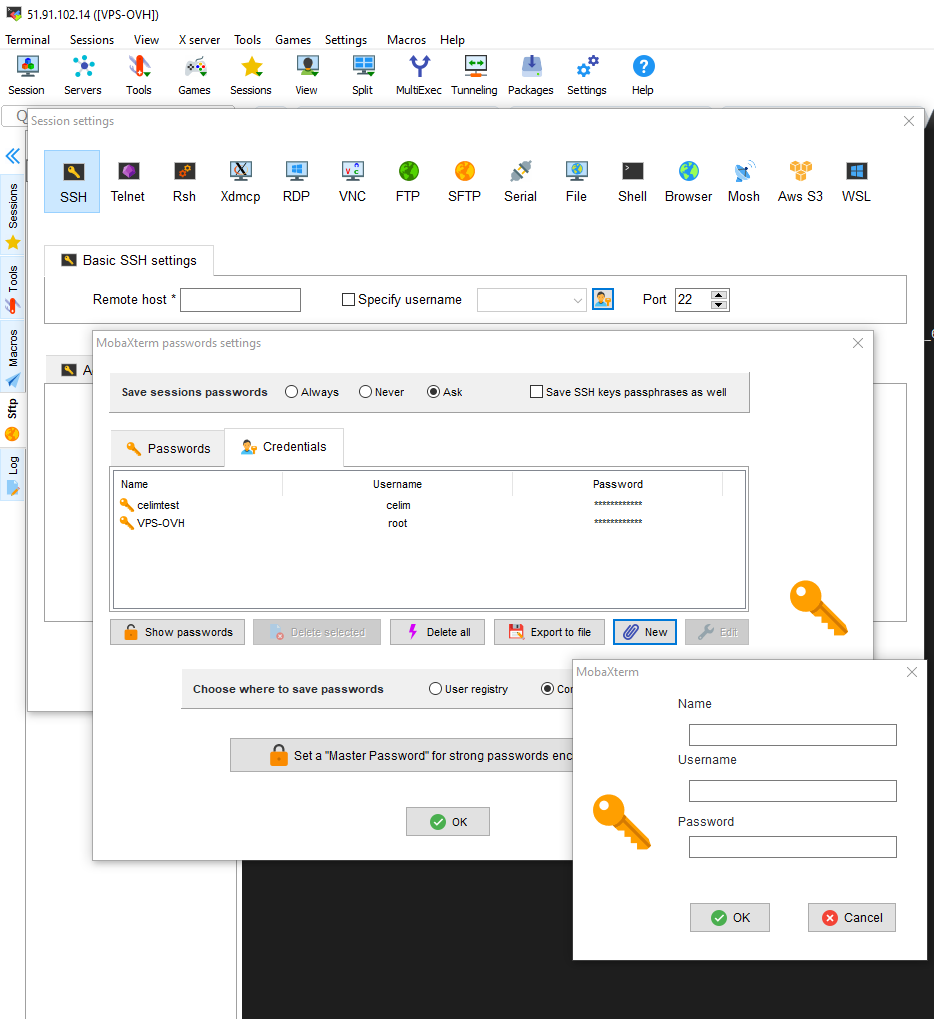 51.91.102.14 ([VPS-OVH])
Terminal Sessions View X server Tools Games Settings Macros Help
Session Servers Tools Games Sessions View Split MultiExec Tunneling Packages Settings Help
Session settings
SSH Telnet Rsh Xdmcp RDP VNC FTP SFTP Serial File Shell Browser Mosh Aws S3 WSL
Sessions
Tools
Macros
Sftp
Log
Basic SSH settings
Remote host * Specify username Port 22
MobaXterm passwords settings
Save sessions passwords Always Never Ask Save SSH keys passphrases as well
Passwords Credentials
Name Username Password
celimtest celim ************
VPS-OVH root ************
Show passwords Delete selected Delete all Export to file New Edit
Choose where to save passwords User registry
Set a "Master Password" for strong passwords enc
OK
MobaXterm
Name
Username
Password
OK Cancel